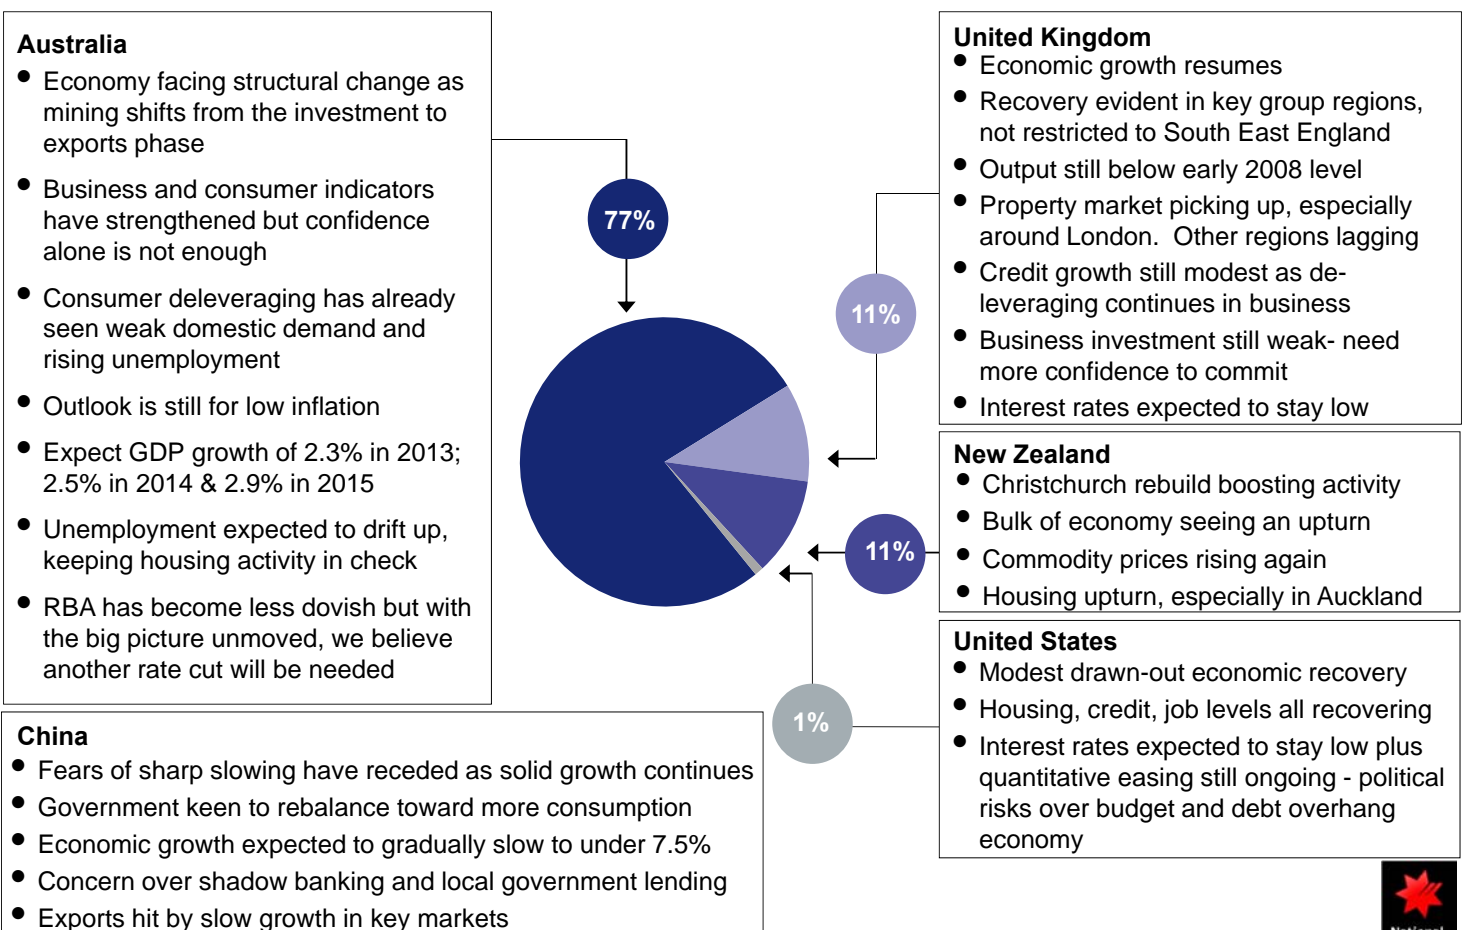 Australia
• Economy facing structural change as
mining shifts from the investment to
exports phase
• Business and consumer indicators
have strengthened but confidence
alone is not enough
• Consumer deleveraging has already
seen weak domestic demand and
rising unemployment
• Outlook is still for low inflation
• Expect GDP growth of 2.3% in 2013;
2.5% in 2014 & 2.9% in 2015
• Unemployment expected to drift up,
keeping housing activity in check
• RBA has become less dovish but with
the big picture unmoved, we believe
another rate cut will be needed
China
• Fears of sharp slowing have receded as solid growth continues
• Government keen to rebalance toward more consumption
• Economic growth expected to gradually slow to under 7.5%
• Concern over shadow banking and local government lending
• Exports hit by slow growth in key markets
77%
11%
11%
1%
United Kingdom
• Economic growth resumes
• Recovery evident in key group regions,
not restricted to South East England
• Output still below early 2008 level
• Property market picking up, especially
around London.  Other regions lagging
• Credit growth still modest as de-
leveraging continues in business
• Business investment still weak- need
more confidence to commit
• Interest rates expected to stay low
New Zealand
• Christchurch rebuild boosting activity
• Bulk of economy seeing an upturn
• Commodity prices rising again
• Housing upturn, especially in Auckland
United States
• Modest drawn-out economic recovery
• Housing, credit, job levels all recovering
• Interest rates expected to stay low plus
quantitative easing still ongoing - political
risks over budget and debt overhang
economy
National